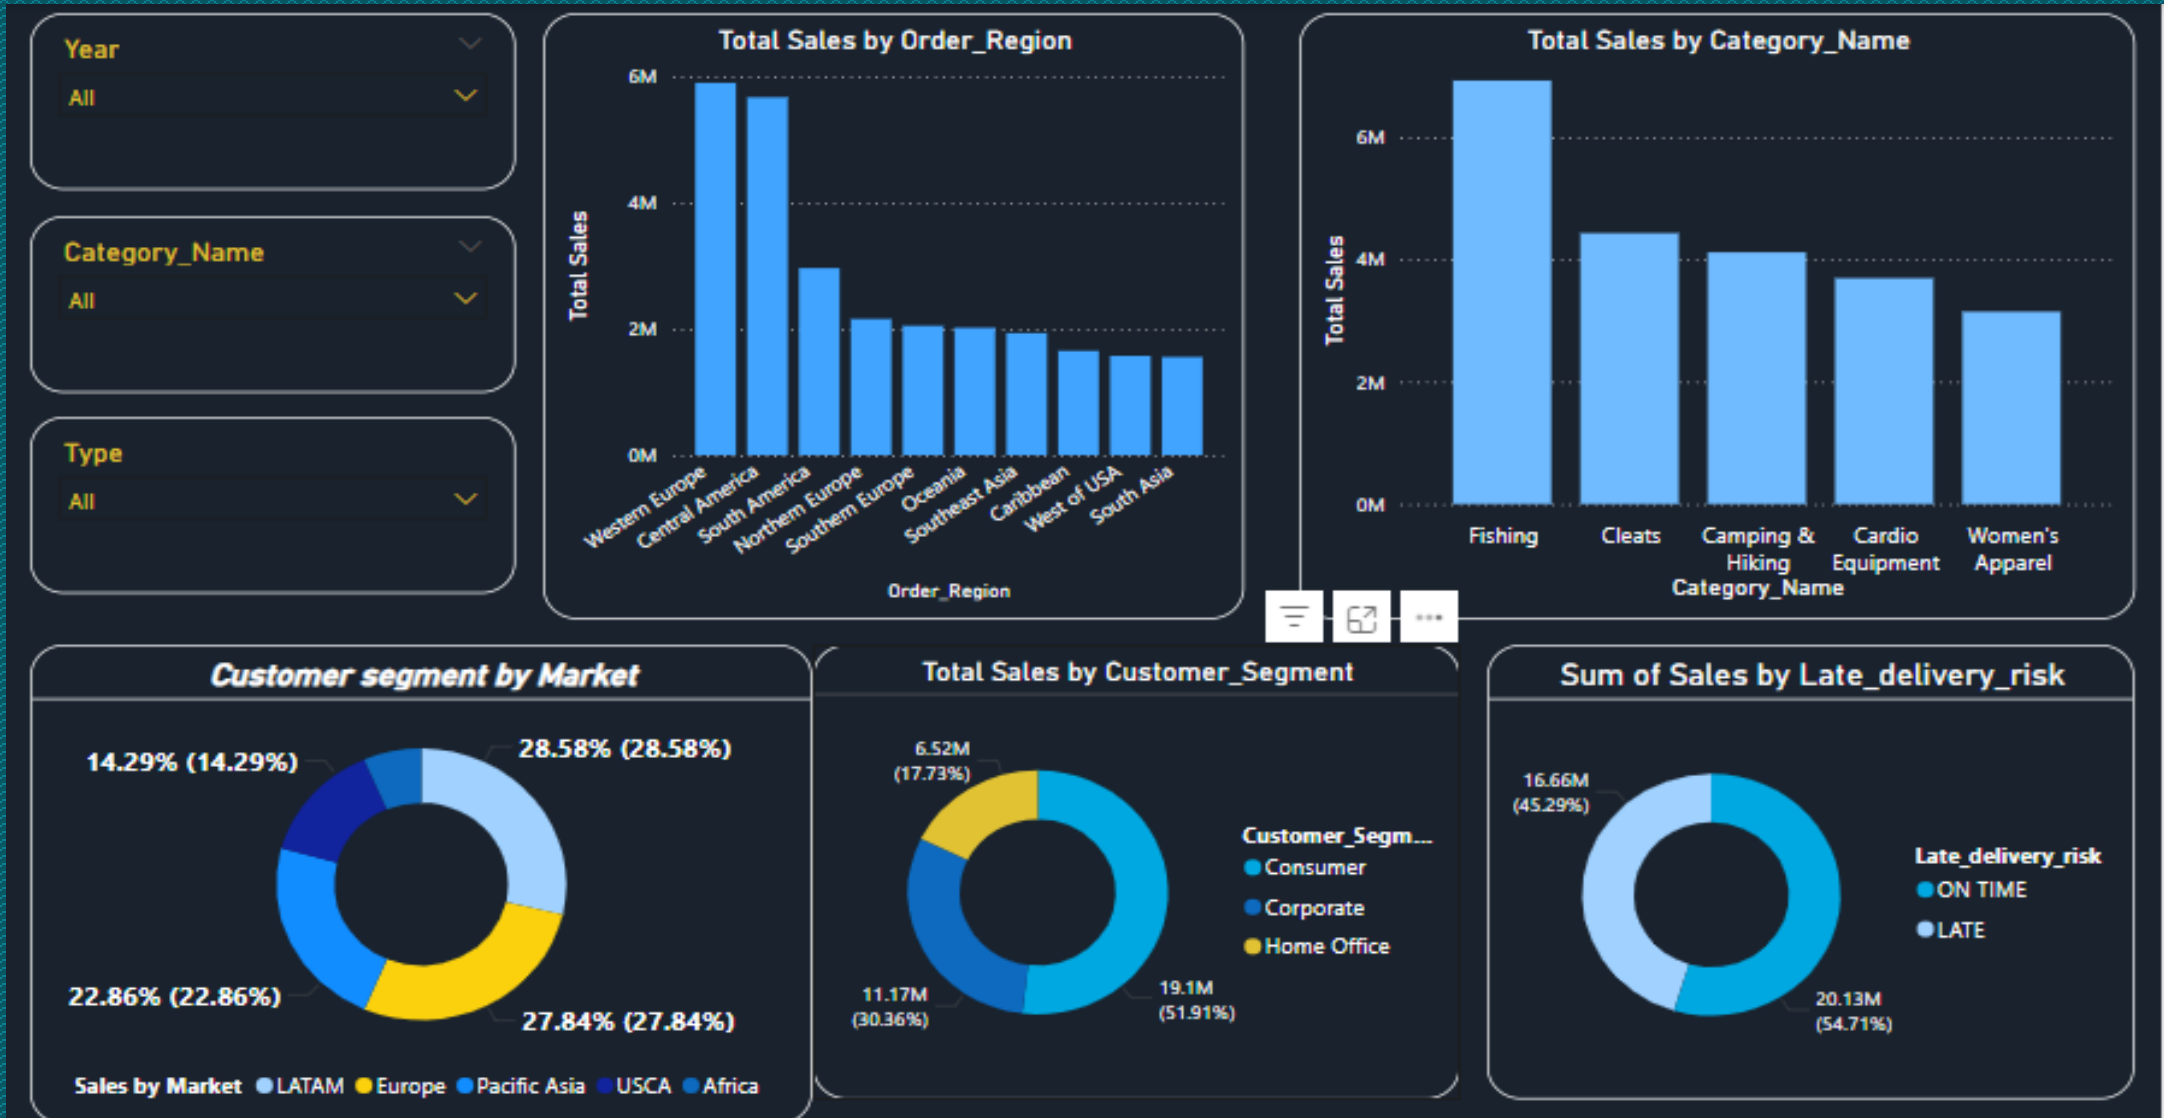 Year
All
Category_Name
All
Type
All
Total Sales by Order_Region
Total Sales
6M
4M
2M
0M
Western Europe
Central America
South America
Northern Europe
Southern Europe
Oceania
Southeast Asia
Caribbean
West of USA
South Asia
Order_Region
Total Sales by Category_Name
Total Sales
6M
4M
2M
0M
Fishing
Cleats
Camping &
Hiking
Cardio
Equipment
Women's
Apparel
Category_Name
Customer segment by Market
14.29% (14.29%)
28.58% (28.58%)
22.86% (22.86%)
27.84% (27.84%)
Sales by Market LATAM Europe Pacific Asia USCA Africa
Total Sales by Customer_Segment
6.52M
(17.73%)
11.17M
(30.36%)
19.1M
(51.91%)
Customer_Segm...
Consumer
Corporate
Home Office
Sum of Sales by Late_delivery_risk
16.66M
(45.29%)
20.13M
(54.71%)
Late_delivery_risk
ON TIME
LATE